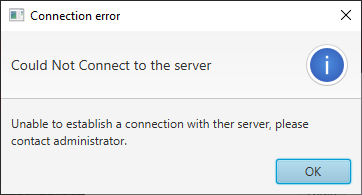 Connection error
Could Not Connect to the server
Unable to establish a connection with ther server, please
contact administrator.
OK